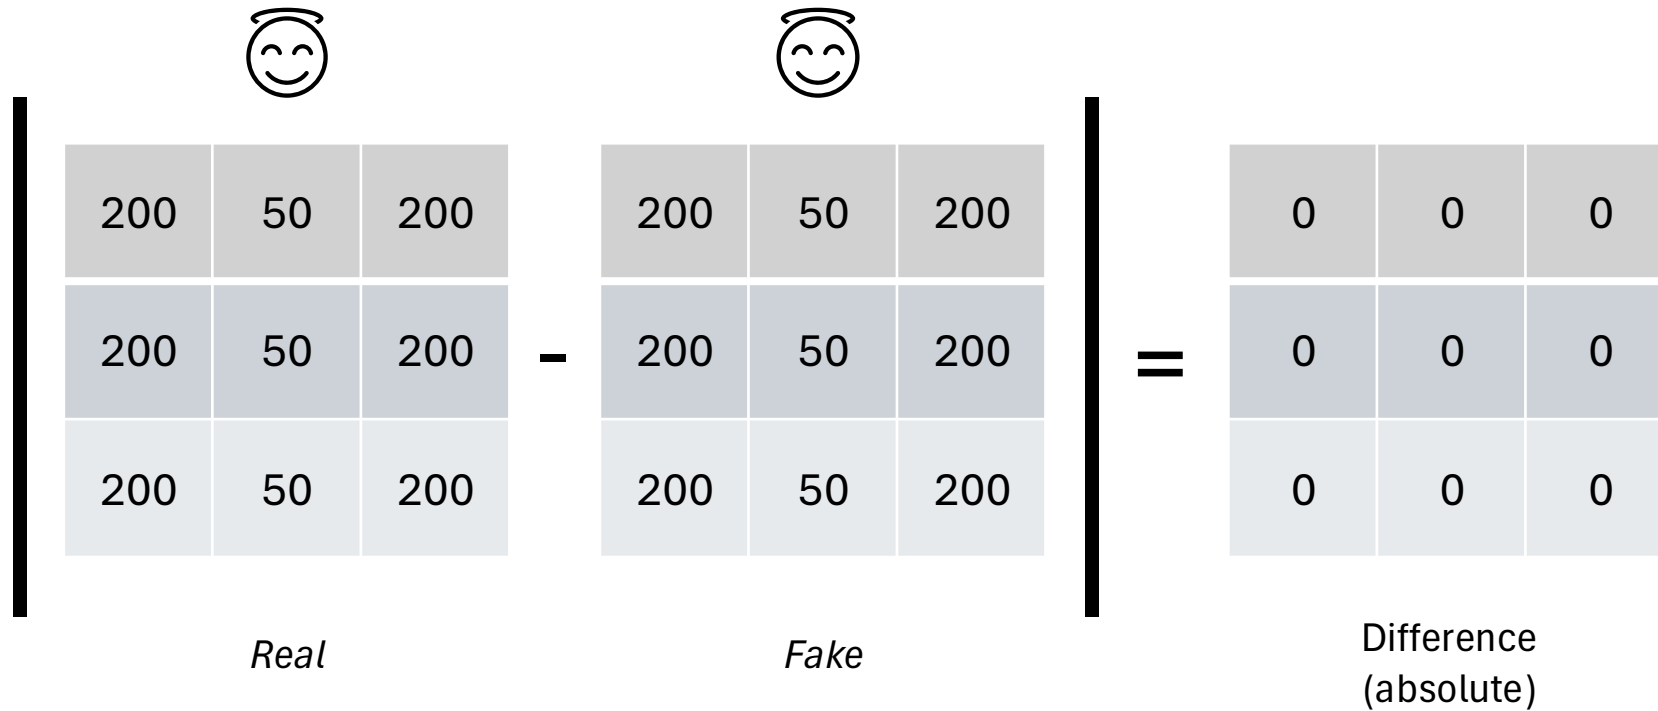 200 50 200 200 50 200 0 0 0
200 50 200 - 200 50 200 = 0 0 0
200 50 200 200 50 200 0 0 0
Real Fake Difference
(absolute)